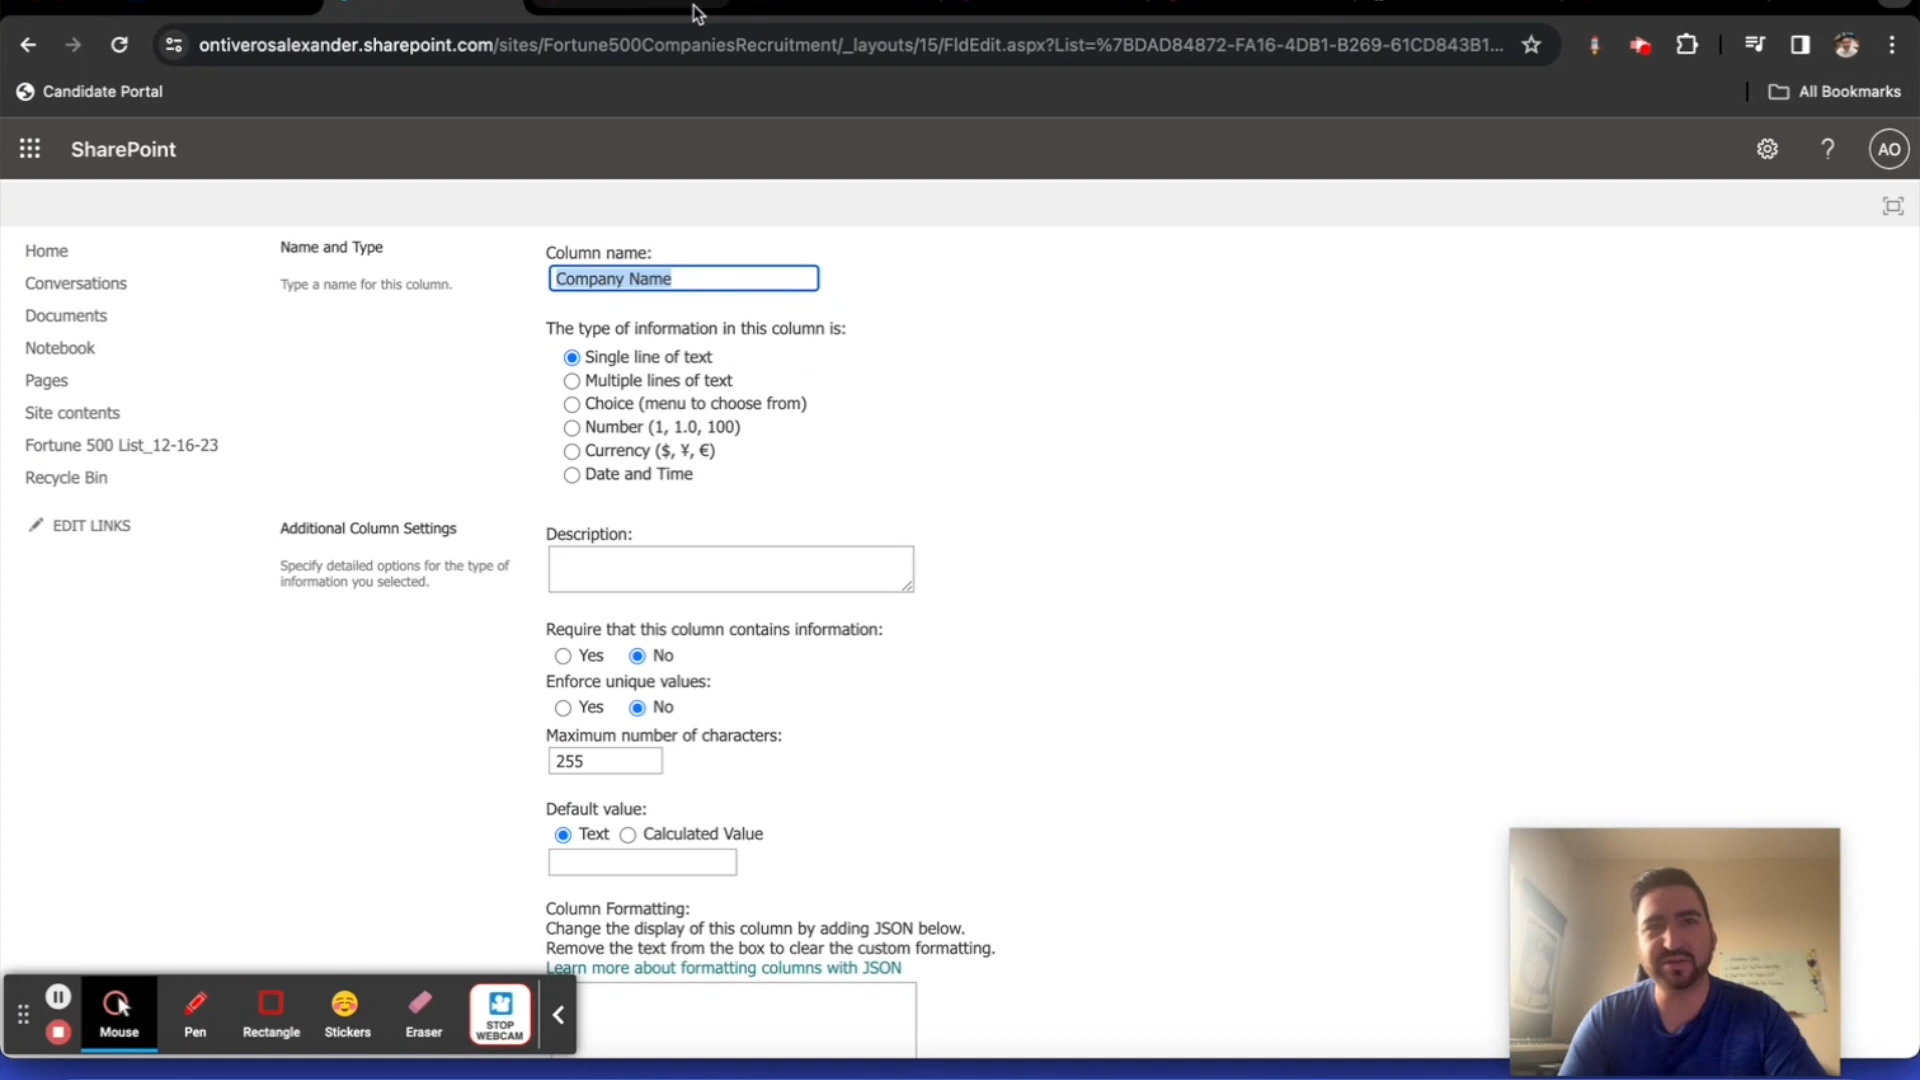 ontiverosalexander.sharepoint.com/sites/Fortune500CompaniesRecruitment/_layouts/15/FldEdit.aspx?List=%7BDAD84872-FA16-4DB1-B269-61CD843B1...
Candidate Portal
All Bookmarks
SharePoint
?
AO
Home
Conversations
Documents
Notebook
Pages
Site contents
Fortune 500 List_12-16-23
Recycle Bin
EDIT LINKS
Name and Type
Type a name for this column.
Column name:
Company Name
The type of information in this column is:
Single line of text
Multiple lines of text
Choice (menu to choose from)
Number (1, 1.0, 100)
Currency ($, ¥, €)
Date and Time
Additional Column Settings
Specify detailed options for the type of
information you selected.
Description:
Require that this column contains information:
Yes No
Enforce unique values:
Yes No
Maximum number of characters:
255
Default value:
Text Calculated Value
Column Formatting:
Change the display of this column by adding JSON below.
Remove the text from the box to clear the custom formatting.
Learn more about formatting columns with JSON
Mouse
Pen
Rectangle
Stickers
Eraser
STOP
WEBCAM